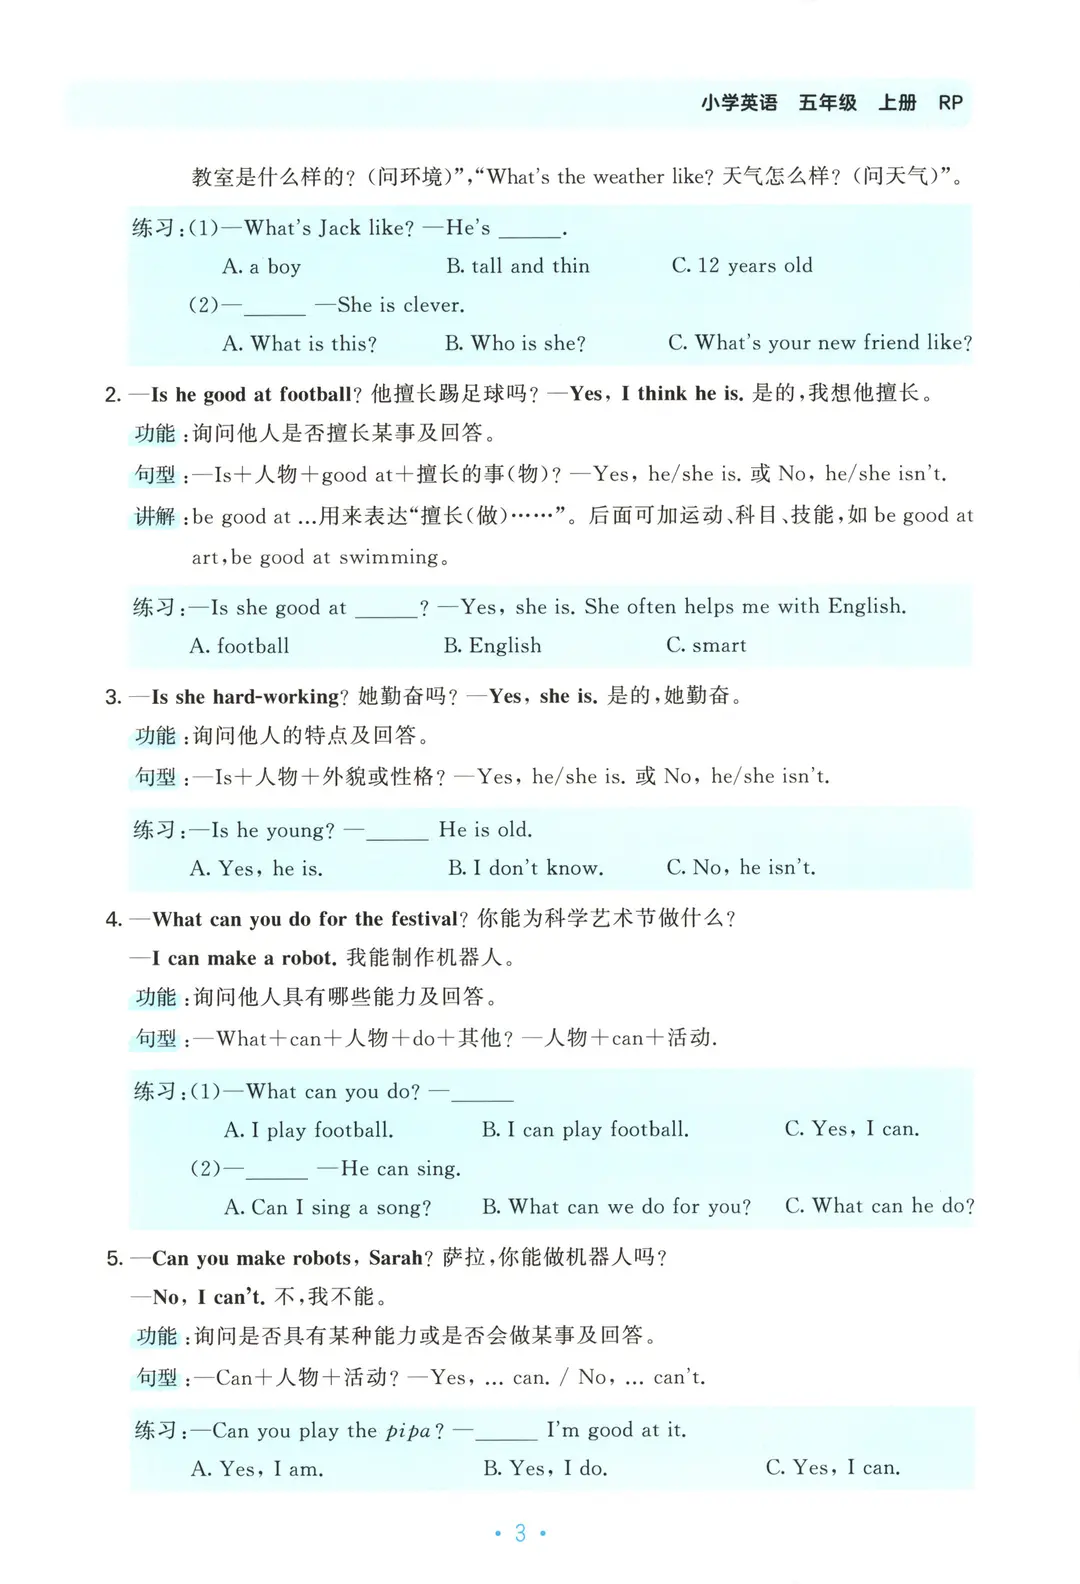 小学英语 五年级 上册 RP
教室是什么样的?(问环境)”,“What's the weather like? 天气怎么样?(问天气)”。
练习:(1)—What's Jack like? —He's ______.
A. a boy B. tall and thin C. 12 years old
(2)—______ —She is clever.
A. What is this? B. Who is she? C. What's your new friend like?
2. —Is he good at football? 他擅长踢足球吗? —Yes, I think he is. 是的,我想他擅长。
功能:询问他人是否擅长某事及回答。
句型:—Is+人物+good at+擅长的事(物)? —Yes, he/she is. 或 No, he/she isn't.
讲解:be good at ...用来表达“擅长(做)……”。后面可加运动、科目、技能,如 be good at
art,be good at swimming。
练习:—Is she good at ______? —Yes, she is. She often helps me with English.
A. football B. English C. smart
3. —Is she hard-working? 她勤奋吗? —Yes, she is. 是的,她勤奋。
功能:询问他人的特点及回答。
句型:—Is+人物+外貌或性格? —Yes, he/she is. 或 No, he/she isn't.
练习:—Is he young? —______ He is old.
A. Yes, he is. B. I don't know. C. No, he isn't.
4. —What can you do for the festival? 你能为科学艺术节做什么?
—I can make a robot. 我能制作机器人。
功能:询问他人具有哪些能力及回答。
句型:—What+can+人物+do+其他? —人物+can+活动.
练习:(1)—What can you do? —______
A. I play football. B. I can play football. C. Yes, I can.
(2)—______ —He can sing.
A. Can I sing a song? B. What can we do for you? C. What can he do?
5. —Can you make robots, Sarah? 萨拉,你能做机器人吗?
—No, I can't. 不,我不能。
功能:询问是否具有某种能力或是否会做某事及回答。
句型:—Can+人物+活动? —Yes, ... can. / No, ... can't.
练习:—Can you play the pipa? —______ I'm good at it.
A. Yes, I am. B. Yes, I do. C. Yes, I can.
• 3 •